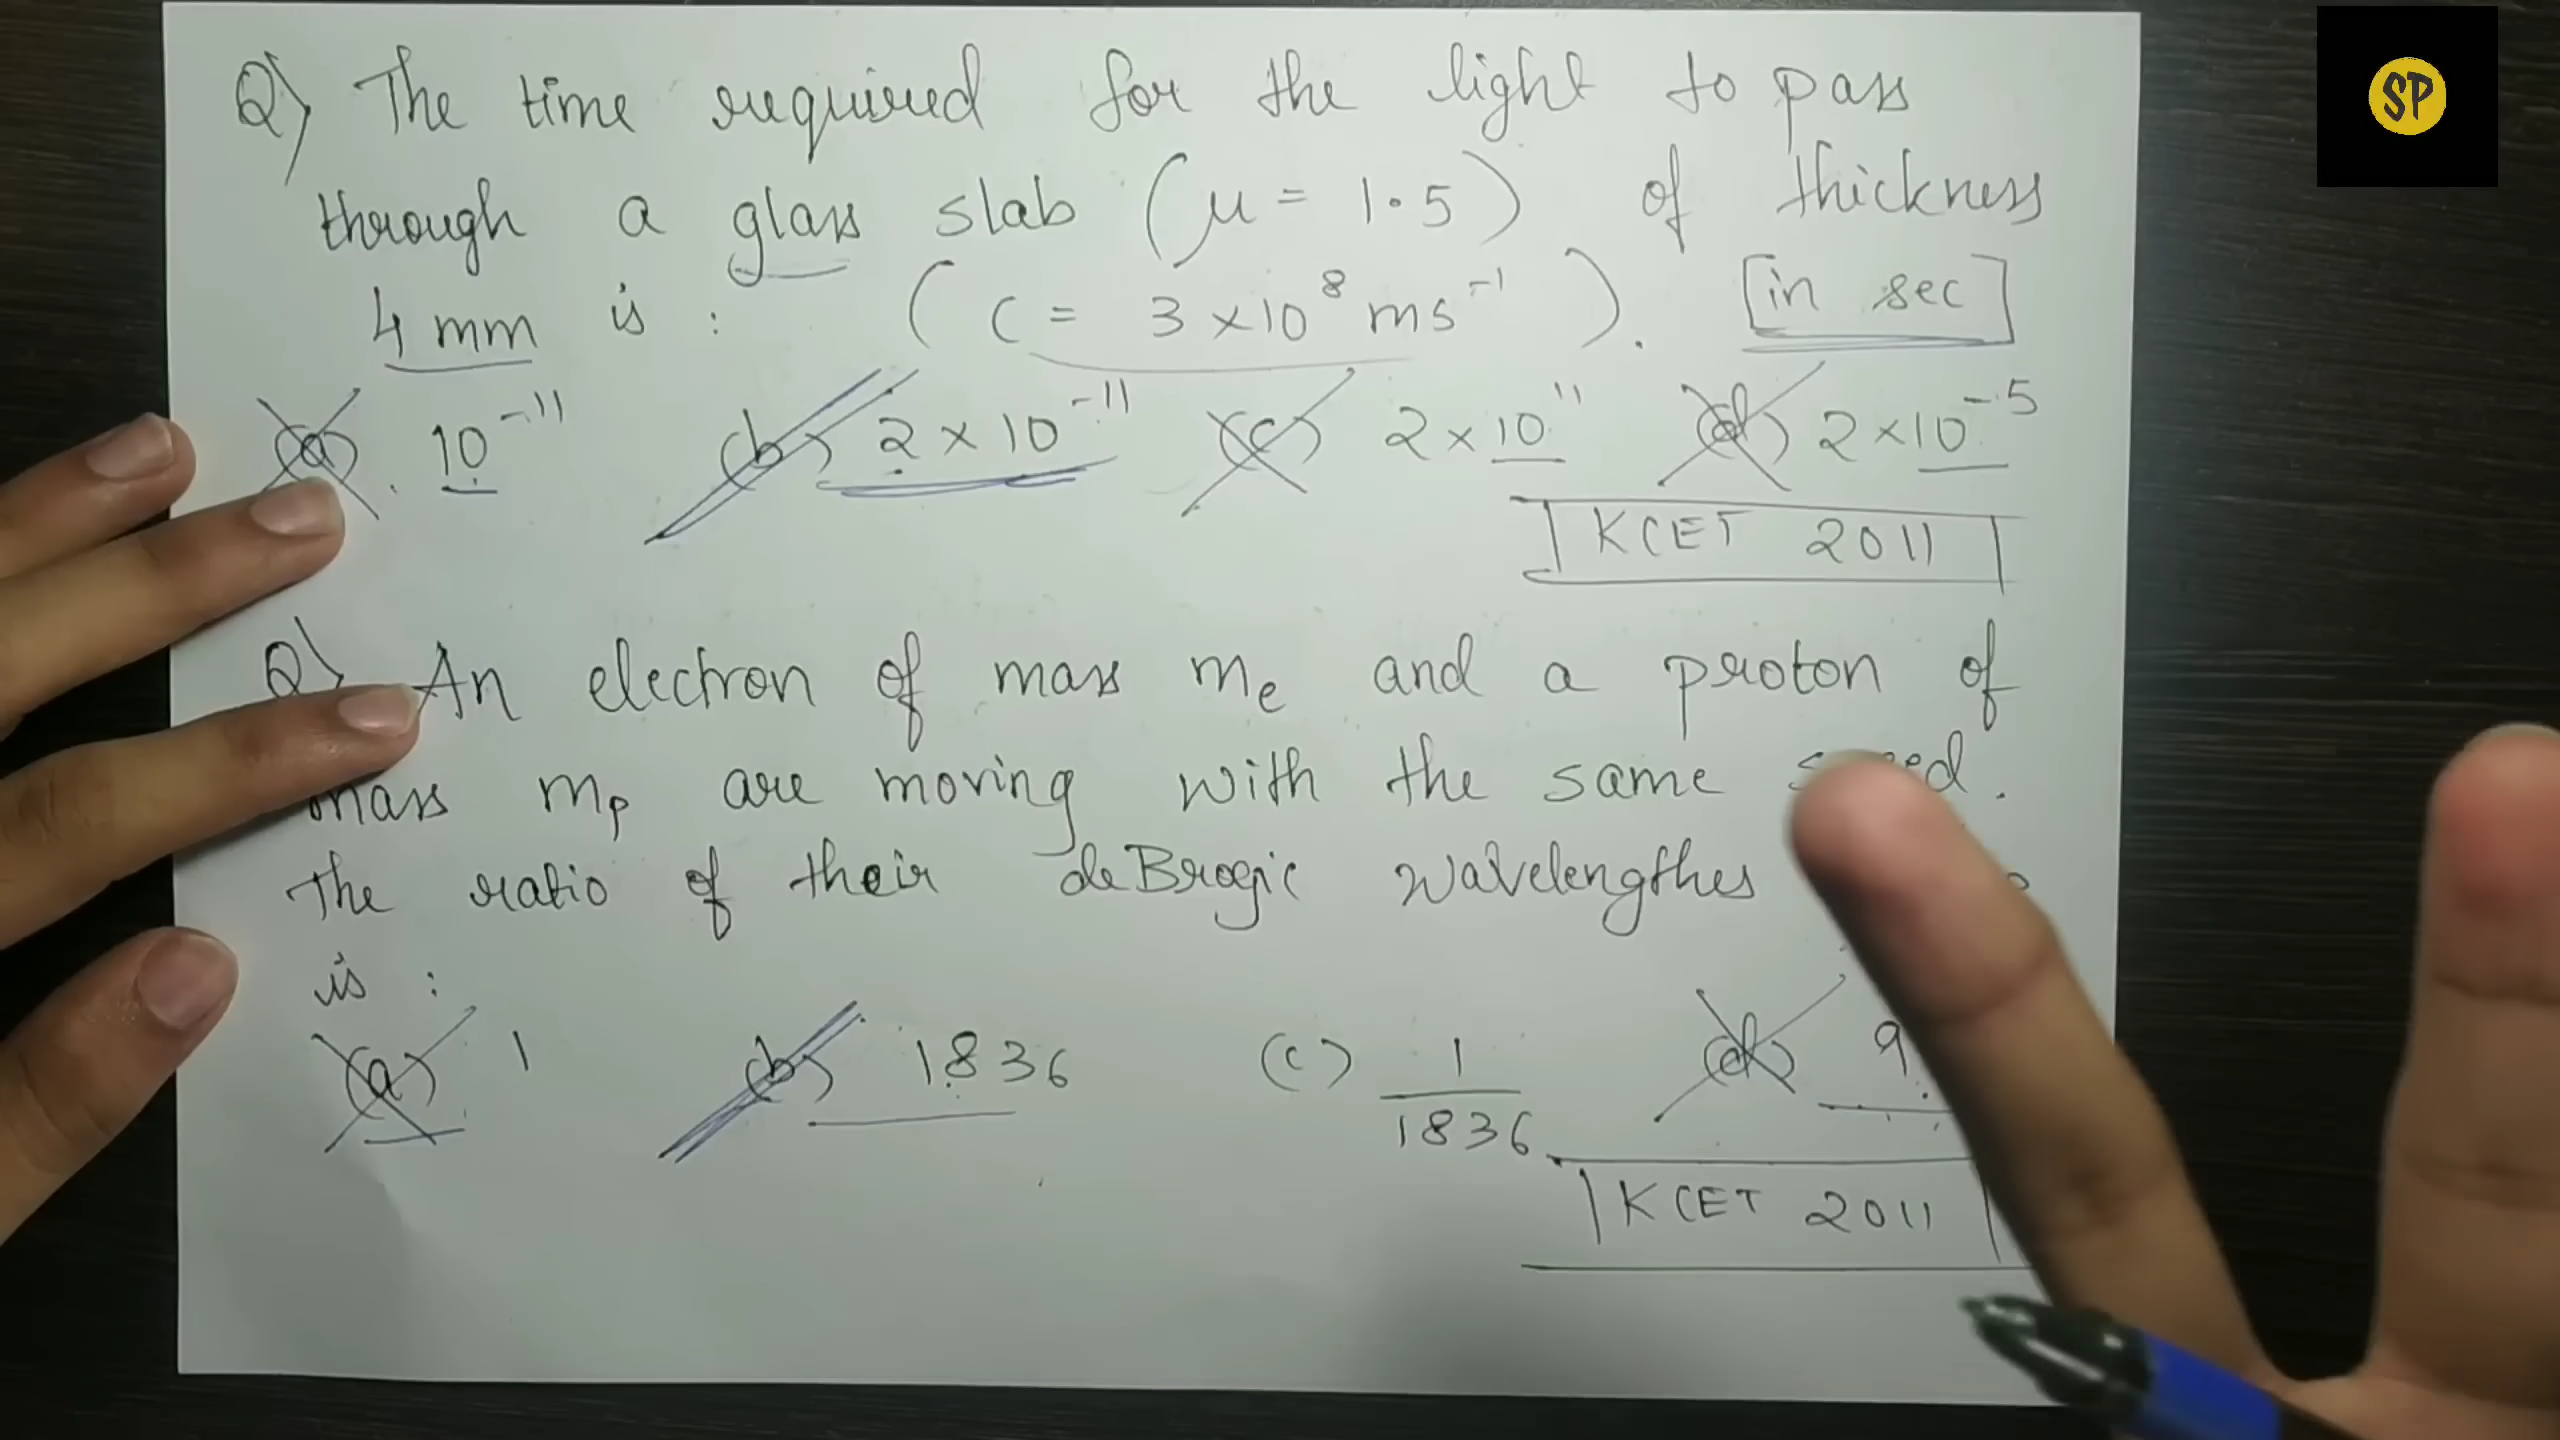 SP
Q) The time required for the light to pass
through a glass slab (μ = 1.5) of thickness
4 mm is : (c = 3 × 10⁸ ms⁻¹). [in sec]
(a). 10⁻¹¹ (b) 2 × 10⁻¹¹ (c) 2 × 10¹¹ (d) 2 × 10⁻⁵
KCET 2011
Q) An electron of mass mₑ and a proton of
mass mₚ are moving with the same speed.
The ratio of their deBrogic wavelengthes
is :
(a) 1 (b) 1836 (c) 1/1836 (d) 9
KCET 2011